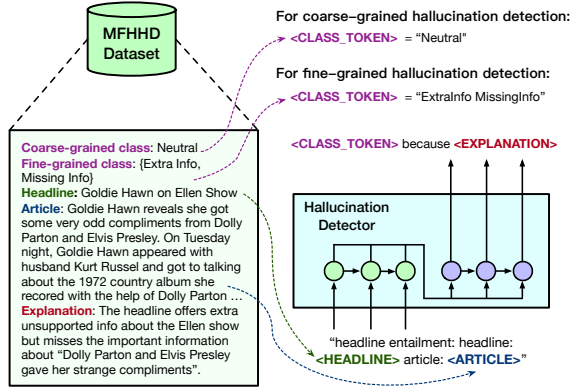 MFHHD
Dataset
For coarse-grained hallucination detection:
<CLASS_TOKEN> = “Neutral"
For fine-grained hallucination detection:
<CLASS_TOKEN> = “ExtraInfo MissingInfo”
Coarse-grained class: Neutral
Fine-grained class: {Extra Info,
Missing Info}
Headline: Goldie Hawn on Ellen Show
Article: Goldie Hawn reveals she got
some very odd compliments from Dolly
Parton and Elvis Presley. On Tuesday
night, Goldie Hawn appeared with
husband Kurt Russel and got to talking
about the 1972 country album she
recored with the help of Dolly Parton ...
Explanation: The headline offers extra
unsupported info about the Ellen show
but misses the important information
about “Dolly Parton and Elvis Presley
gave her strange compliments”.
<CLASS_TOKEN> because <EXPLANATION>
Hallucination
Detector
“headline entailment: headline:
<HEADLINE> article: <ARTICLE>”